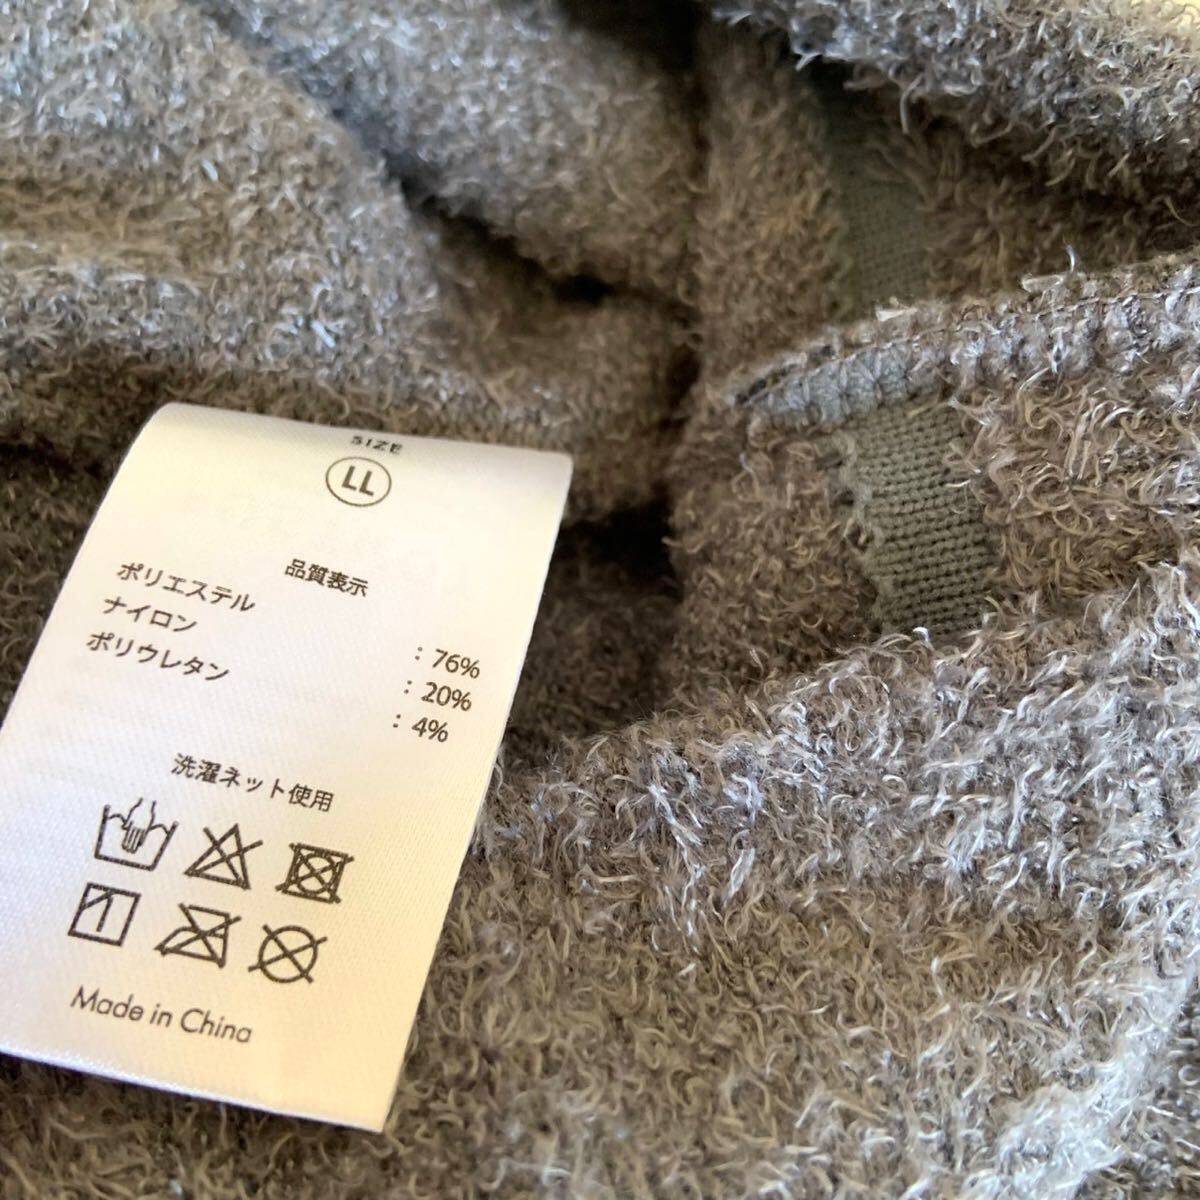 SIZE
LL
品質表示
ポリエステル : 76%
ナイロン : 20%
ポリウレタン : 4%
洗濯ネット使用
Made in China